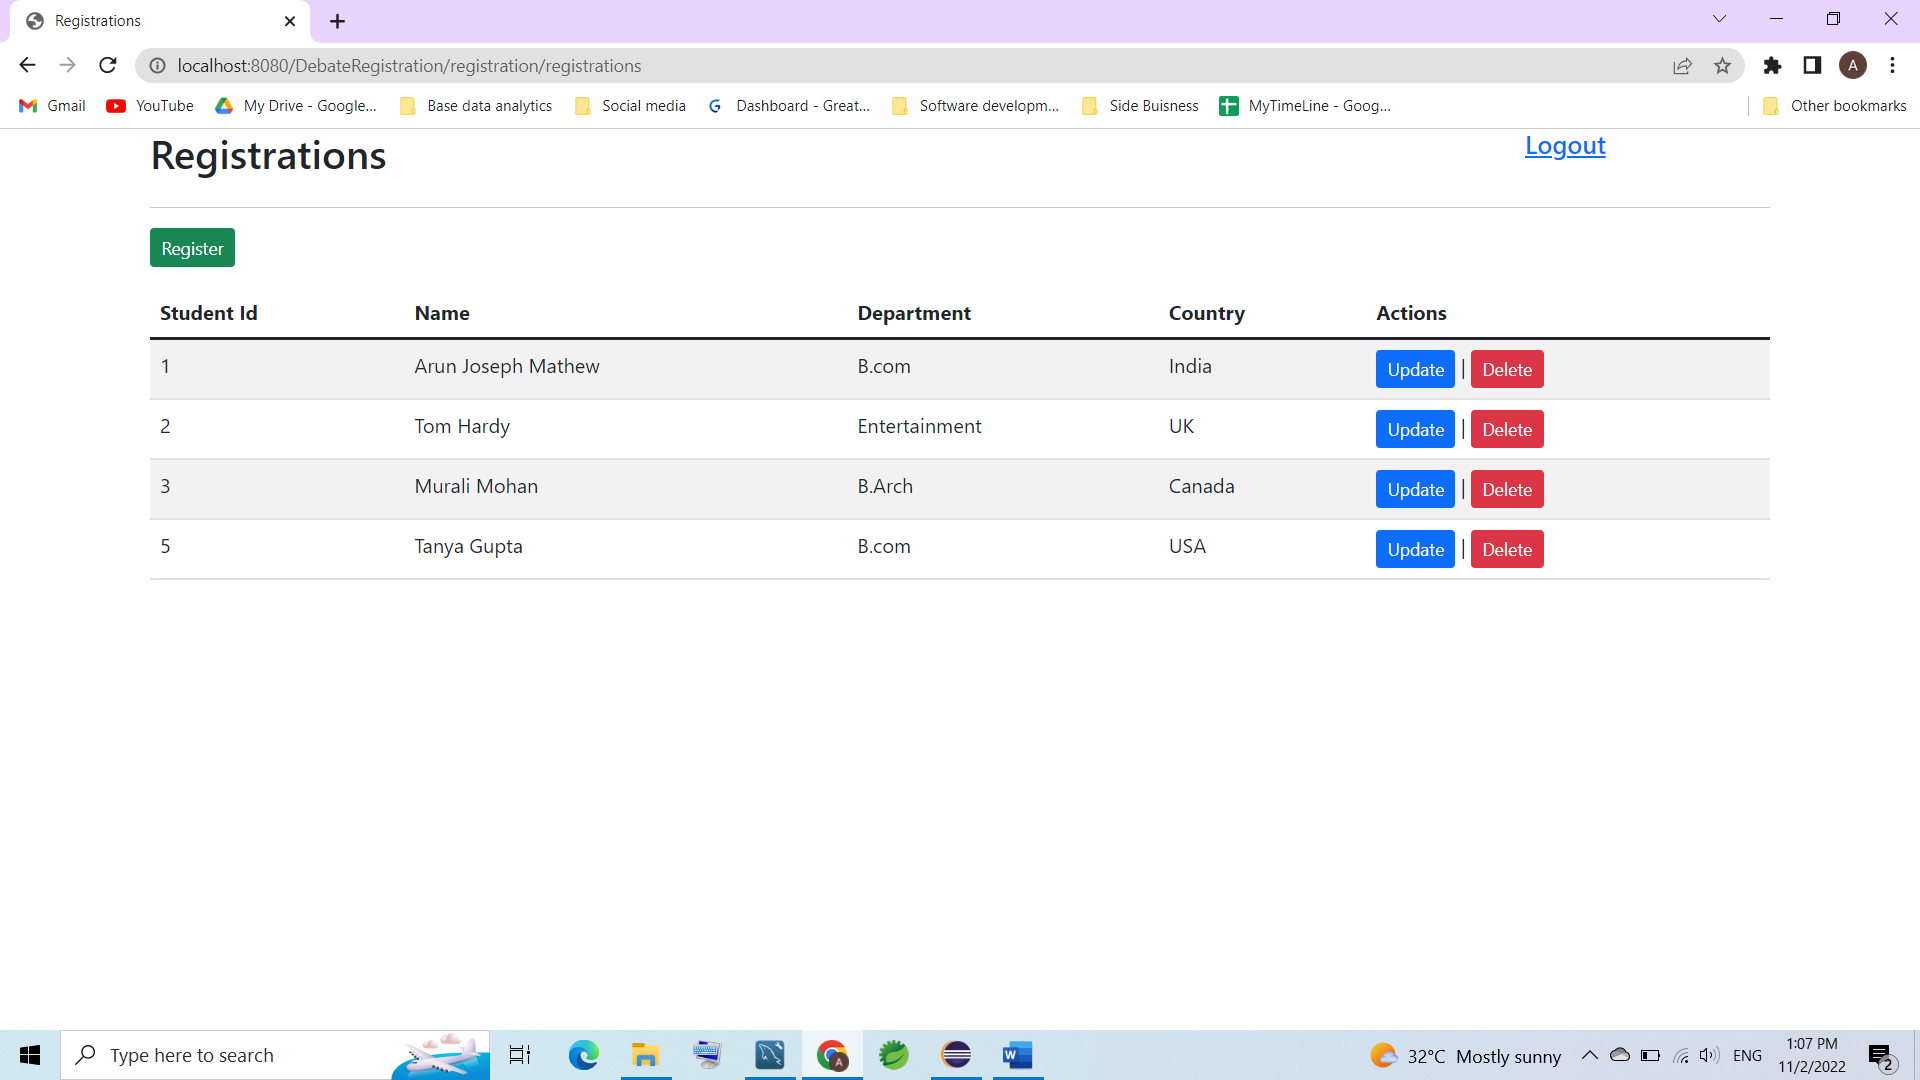 Registrations
localhost:8080/DebateRegistration/registration/registrations
A
Gmail YouTube My Drive - Google... Base data analytics Social media Dashboard - Great... Software developm... Side Buisness MyTimeLine - Goog... Other bookmarks
Registrations Logout
Register
Student Id Name Department Country Actions
1 Arun Joseph Mathew B.com India Update | Delete
2 Tom Hardy Entertainment UK Update | Delete
3 Murali Mohan B.Arch Canada Update | Delete
5 Tanya Gupta B.com USA Update | Delete
Type here to search 32°C Mostly sunny ENG 1:07 PM
11/2/2022 2